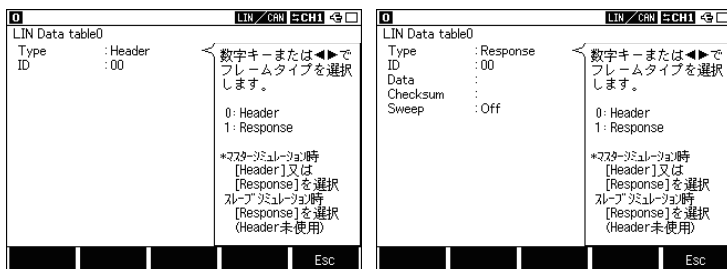 0 LIN/CAN CH1
LIN Data table0
Type :Header
ID :00
数字キーまたは◀▶で
フレームタイプを選択
します。
0: Header
1: Response
*マスターシミュレーション時
[Header]又は
[Response]を選択
スレーブシミュレーション時
[Response]を選択
(Header未使用)
Esc
0 LIN/CAN CH1
LIN Data table0
Type :Response
ID :00
Data :
Checksum :
Sweep :Off
数字キーまたは◀▶で
フレームタイプを選択
します。
0: Header
1: Response
*マスターシミュレーション時
[Header]又は
[Response]を選択
スレーブシミュレーション時
[Response]を選択
(Header未使用)
Esc